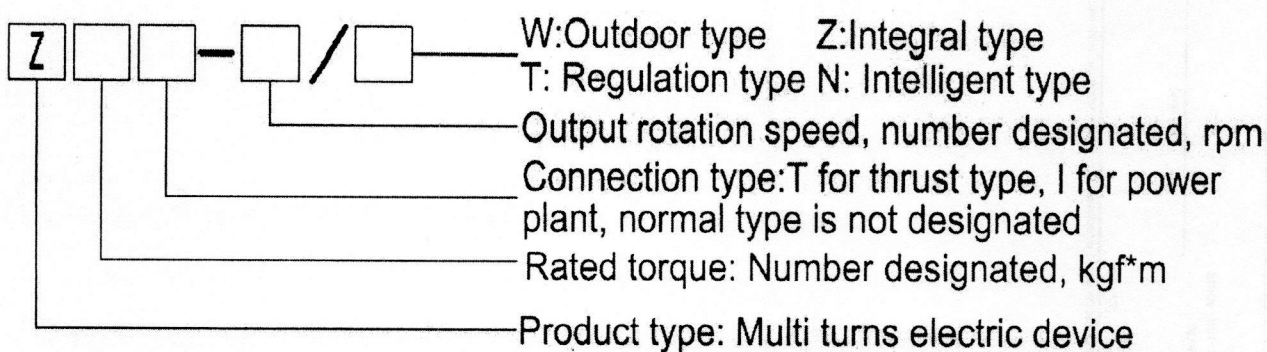 Z - / W:Outdoor type Z:Integral type
T: Regulation type N: Intelligent type
Output rotation speed, number designated, rpm
Connection type:T for thrust type, I for power
plant, normal type is not designated
Rated torque: Number designated, kgf*m
Product type: Multi turns electric device